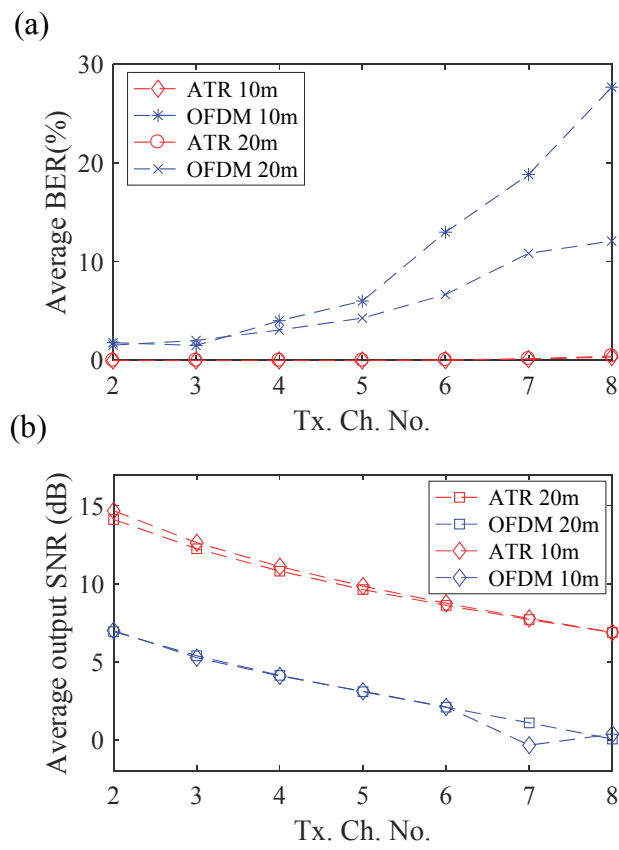 (a)
30
20
10
0
Average BER(%)
ATR 10m
OFDM 10m
ATR 20m
OFDM 20m
2 3 4 5 6 7 8
Tx. Ch. No.
(b)
15
10
5
0
Average output SNR (dB)
ATR 20m
OFDM 20m
ATR 10m
OFDM 10m
2 3 4 5 6 7 8
Tx. Ch. No.